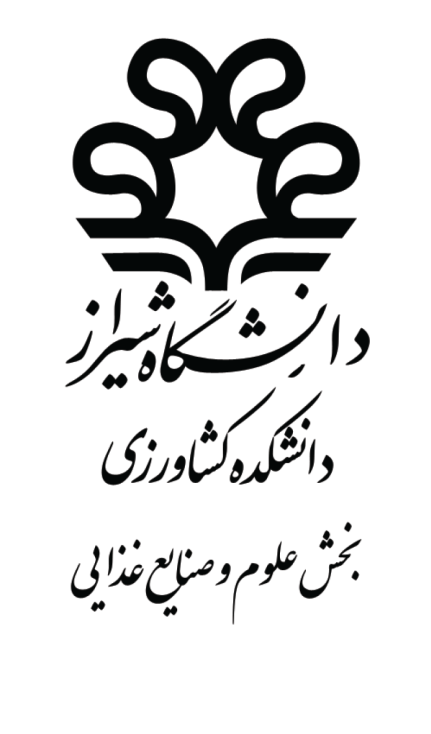 دانشگاه شیراز
دانشکده کشاورزی
بخش علوم و صنایع غذایی